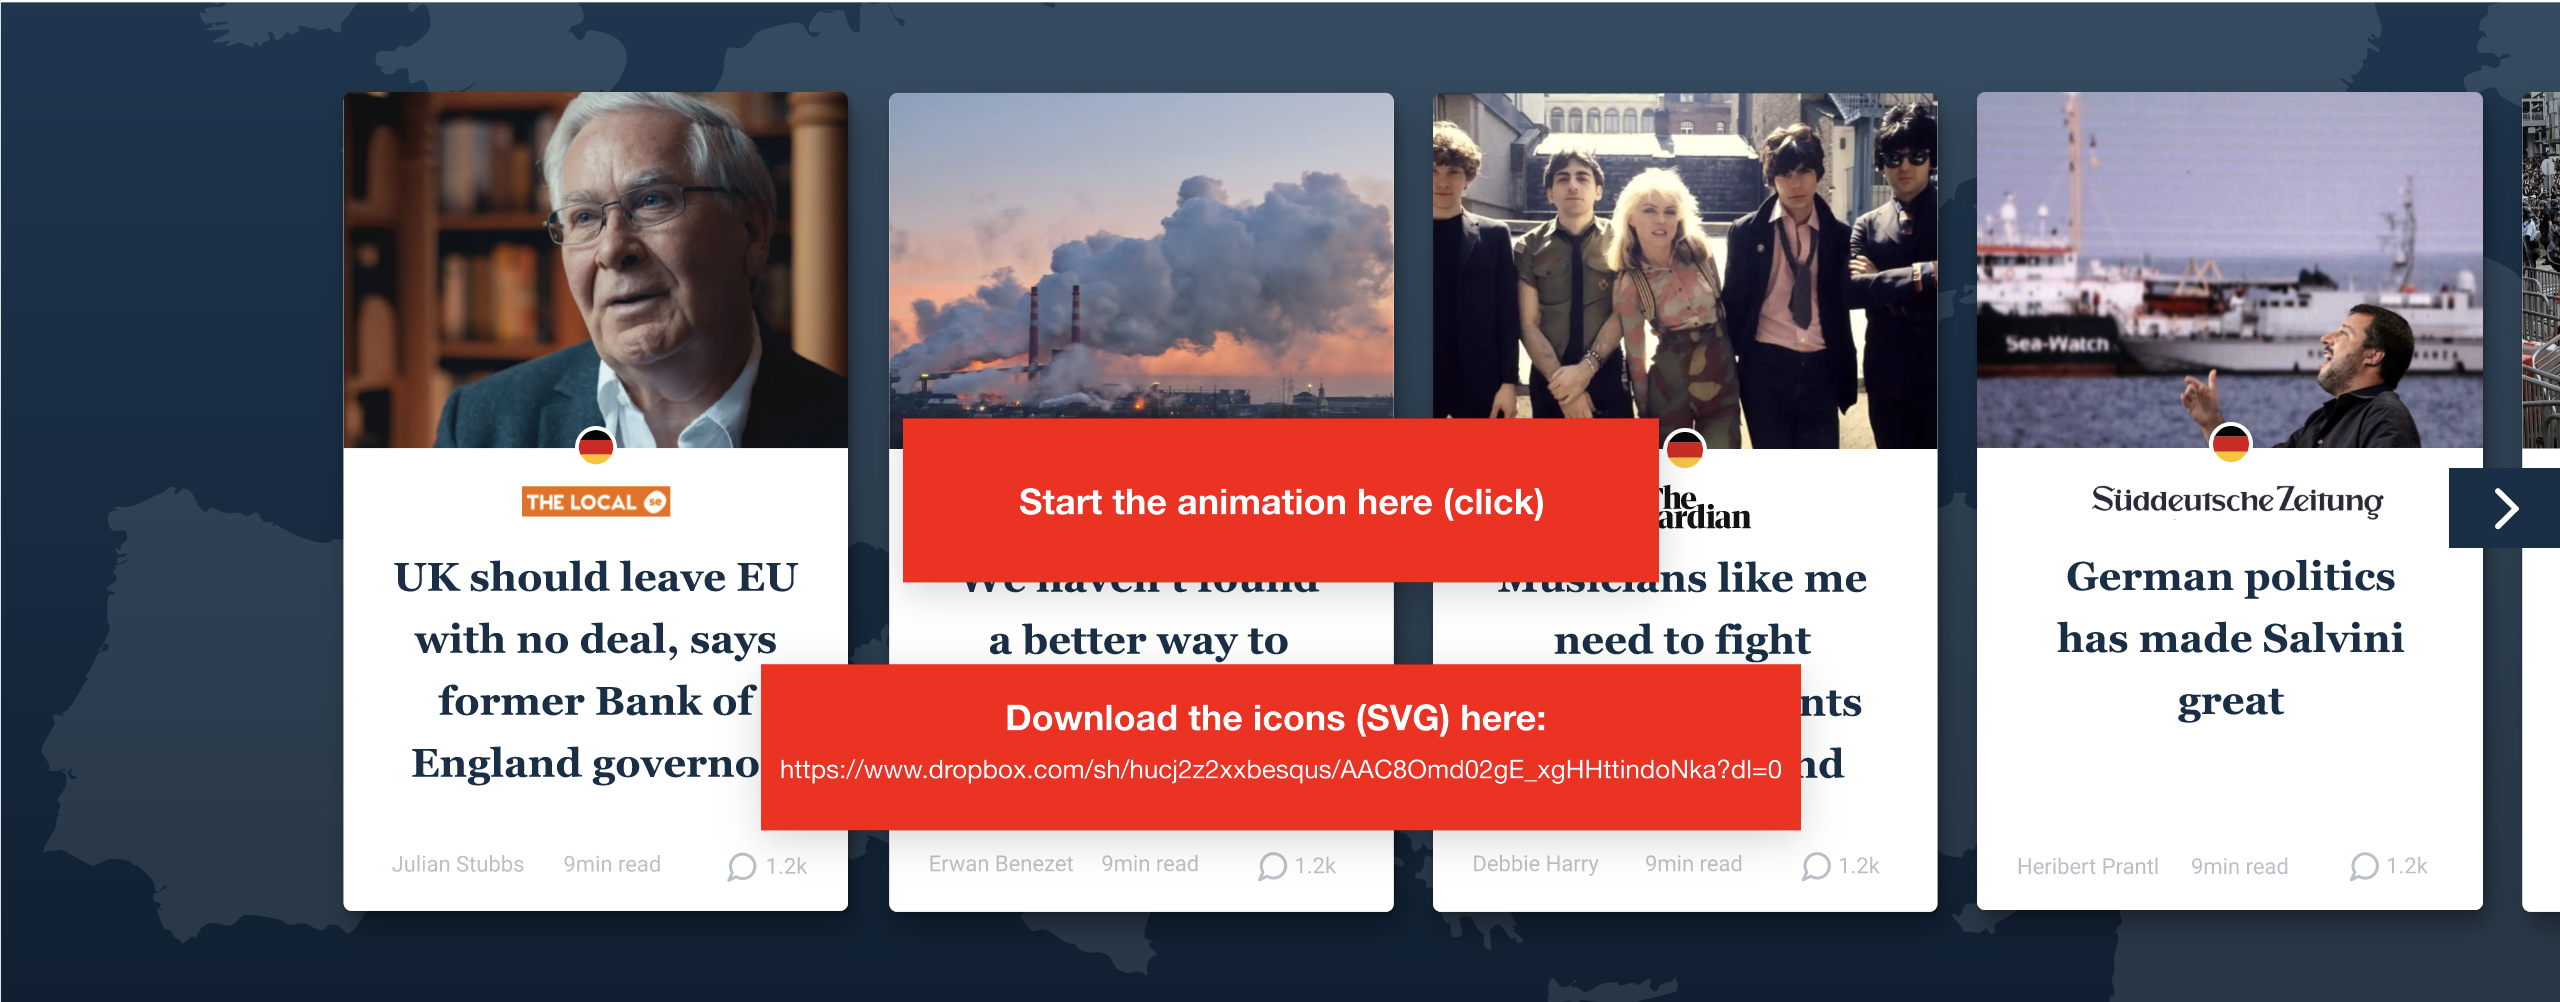 Sea-Watch
THE LOCAL se
UK should leave EU
with no deal, says
former Bank of
England governo
Julian Stubbs 9min read 1.2k
Start the animation here (click)
We haven't found
a better way to
Download the icons (SVG) here:
https://www.dropbox.com/sh/hucj2z2xxbesqus/AAC8Omd02gE_xgHHttindoNka?dl=0
Erwan Benezet 9min read 1.2k
The
ardian
Musicians like me
need to fight
nts
nd
Debbie Harry 9min read 1.2k
Süddeutsche Zeitung
German politics
has made Salvini
great
Heribert Prantl 9min read 1.2k